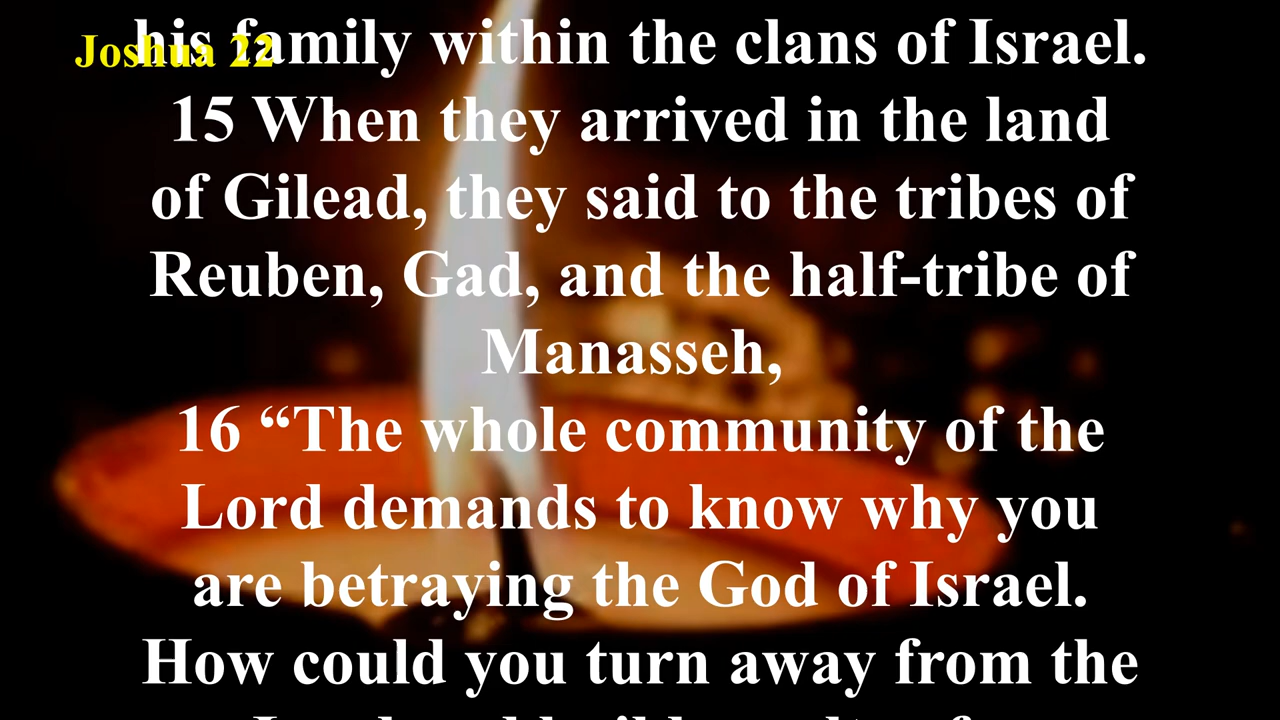 Joshua 22
his family within the clans of Israel.
15 When they arrived in the land
of Gilead, they said to the tribes of
Reuben, Gad, and the half-tribe of
Manasseh,
16 “The whole community of the
Lord demands to know why you
are betraying the God of Israel.
How could you turn away from the